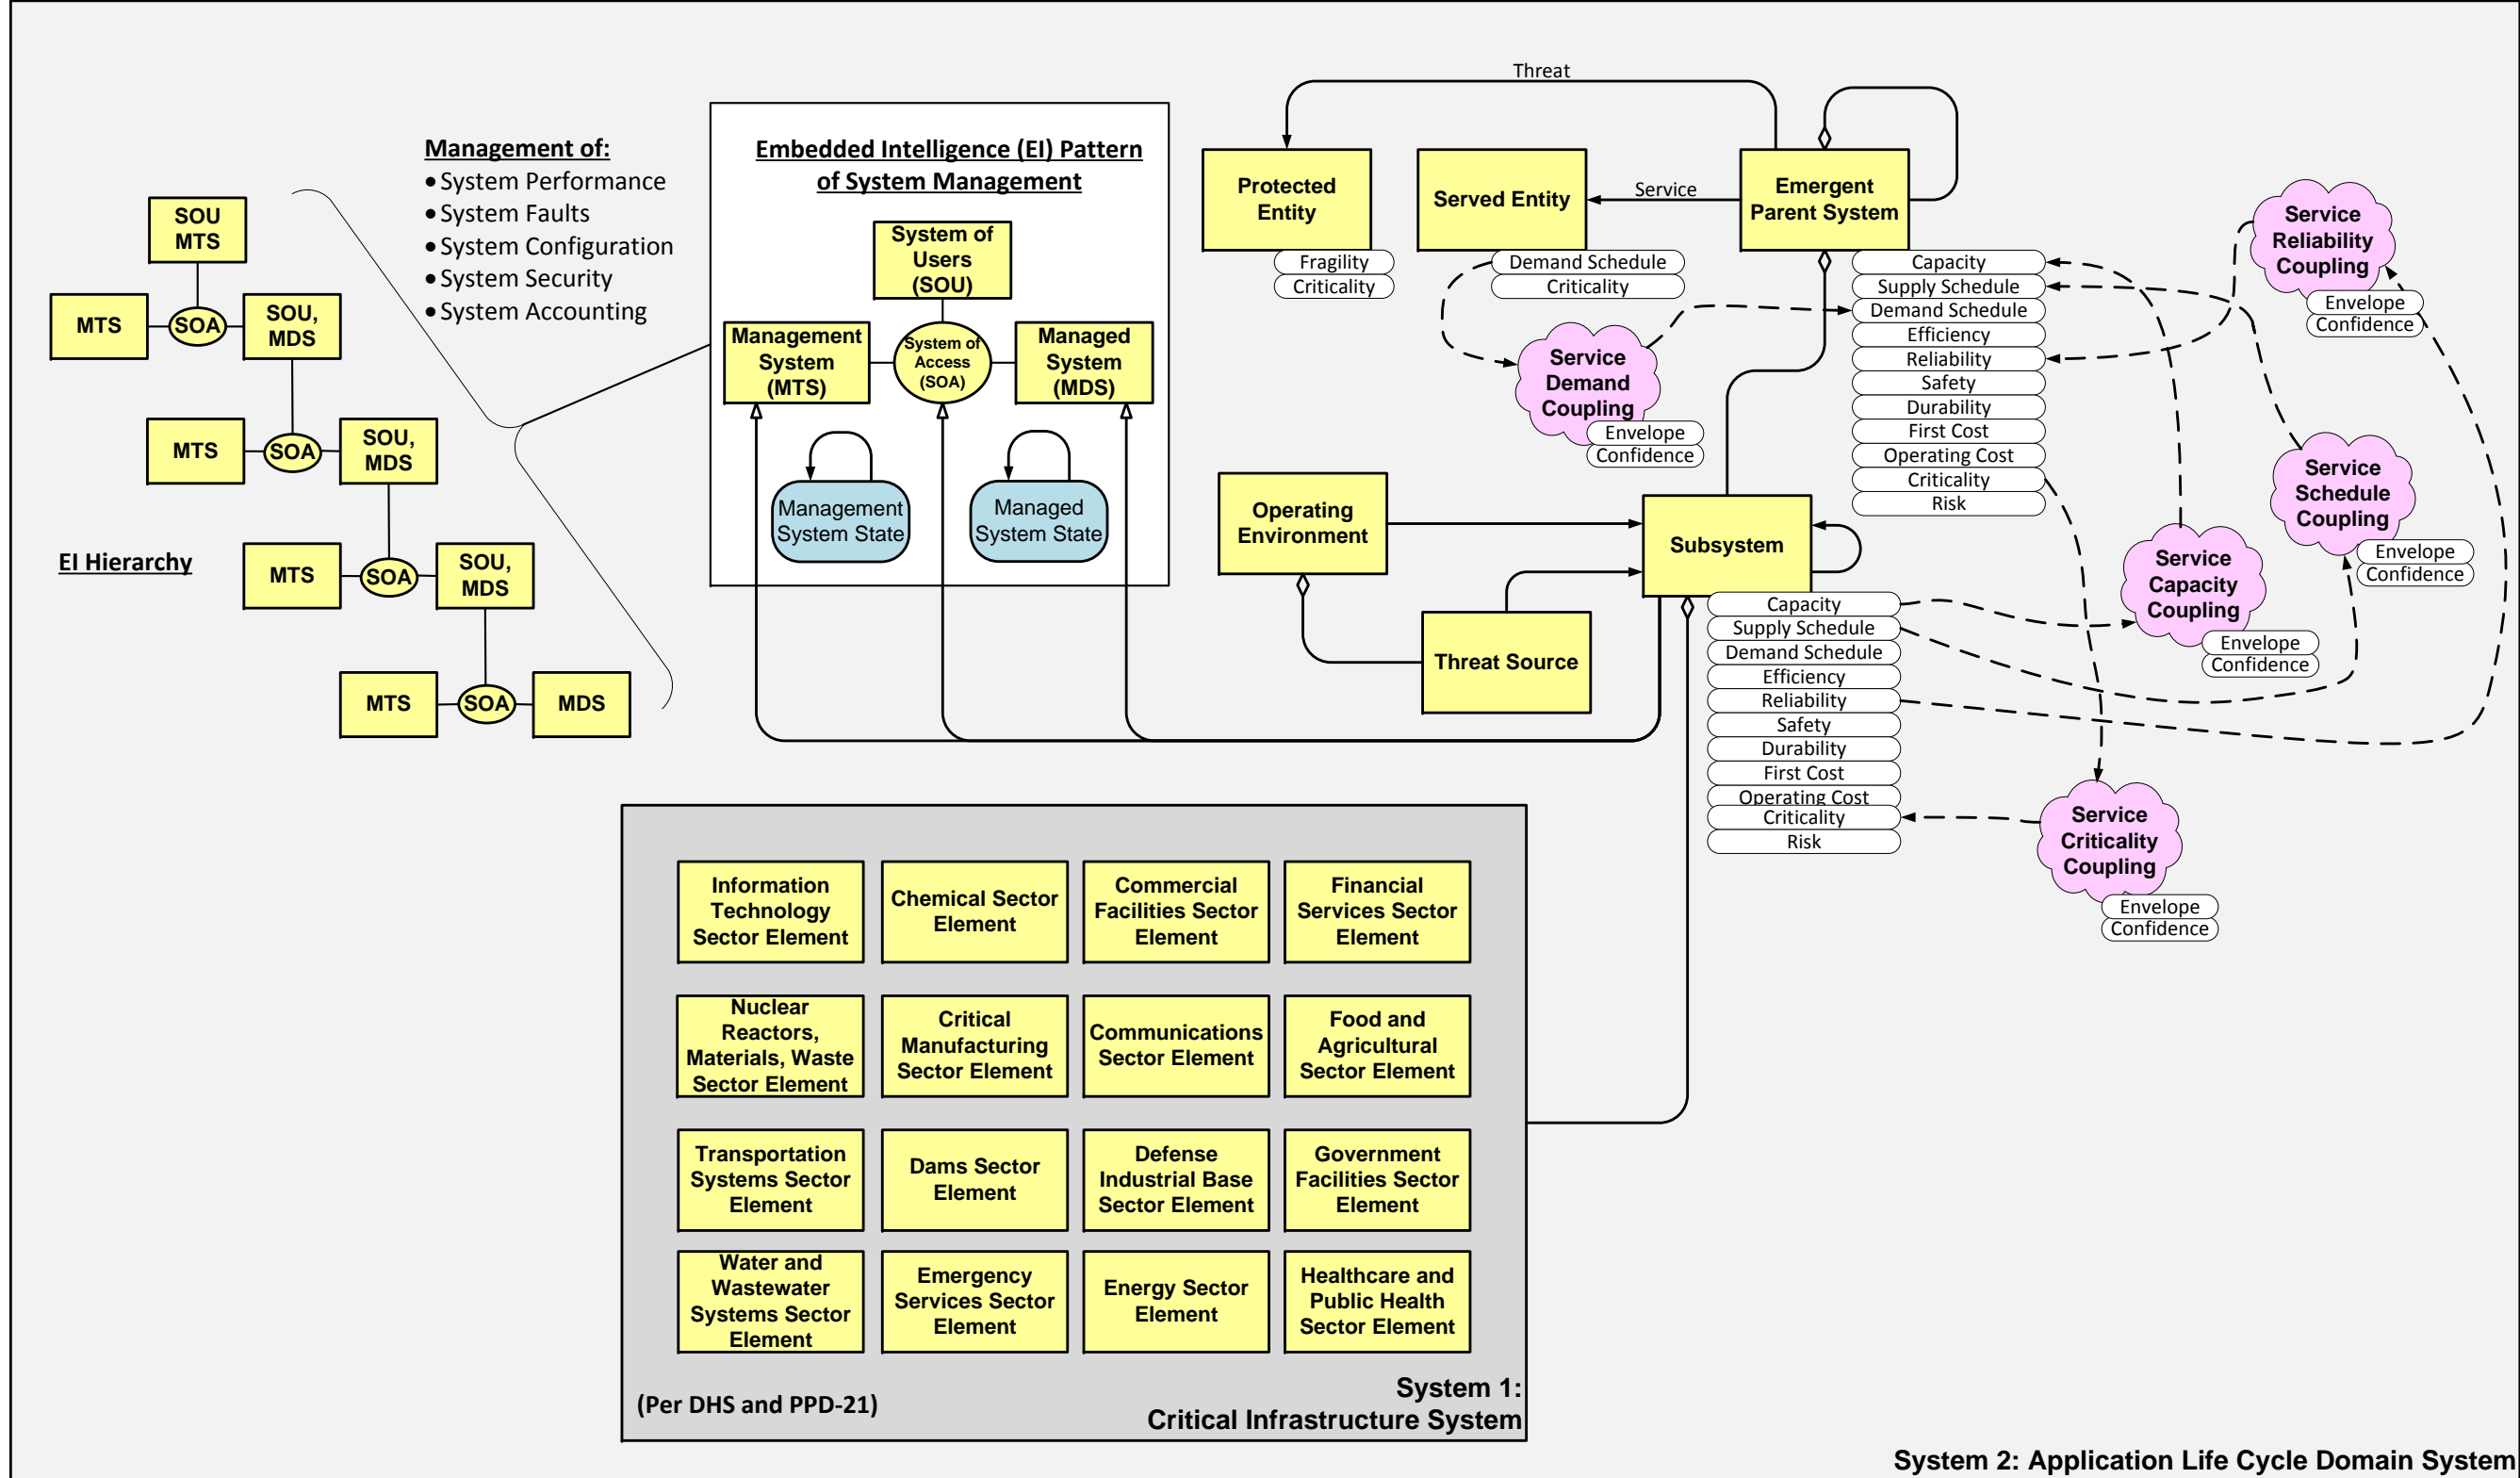 Management of:
• System Performance
• System Faults
• System Configuration
• System Security
• System Accounting
SOU
MTS
MTS
SOA
SOU,
MDS
MTS
SOA
SOU,
MDS
MTS
SOA
SOU,
MDS
MTS
SOA
MDS
EI Hierarchy
Embedded Intelligence (EI) Pattern
of System Management
System of
Users
(SOU)
Management
System
(MTS)
System of
Access
(SOA)
Managed
System
(MDS)
Management
System State
Managed
System State
Threat
Protected
Entity
Fragility
Criticality
Served Entity
Demand Schedule
Criticality
Service
Emergent
Parent System
Capacity
Supply Schedule
Demand Schedule
Efficiency
Reliability
Safety
Durability
First Cost
Operating Cost
Criticality
Risk
Service
Demand
Coupling
Envelope
Confidence
Service
Reliability
Coupling
Envelope
Confidence
Service
Schedule
Coupling
Envelope
Confidence
Service
Capacity
Coupling
Envelope
Confidence
Operating
Environment
Threat Source
Subsystem
Capacity
Supply Schedule
Demand Schedule
Efficiency
Reliability
Safety
Durability
First Cost
Operating Cost
Criticality
Risk
Service
Criticality
Coupling
Envelope
Confidence
Information
Technology
Sector Element
Chemical Sector
Element
Commercial
Facilities Sector
Element
Financial
Services Sector
Element
Nuclear
Reactors,
Materials, Waste
Sector Element
Critical
Manufacturing
Sector Element
Communications
Sector Element
Food and
Agricultural
Sector Element
Transportation
Systems Sector
Element
Dams Sector
Element
Defense
Industrial Base
Sector Element
Government
Facilities Sector
Element
Water and
Wastewater
Systems Sector
Element
Emergency
Services Sector
Element
Energy Sector
Element
Healthcare and
Public Health
Sector Element
(Per DHS and PPD-21)
System 1:
Critical Infrastructure System
System 2: Application Life Cycle Domain System